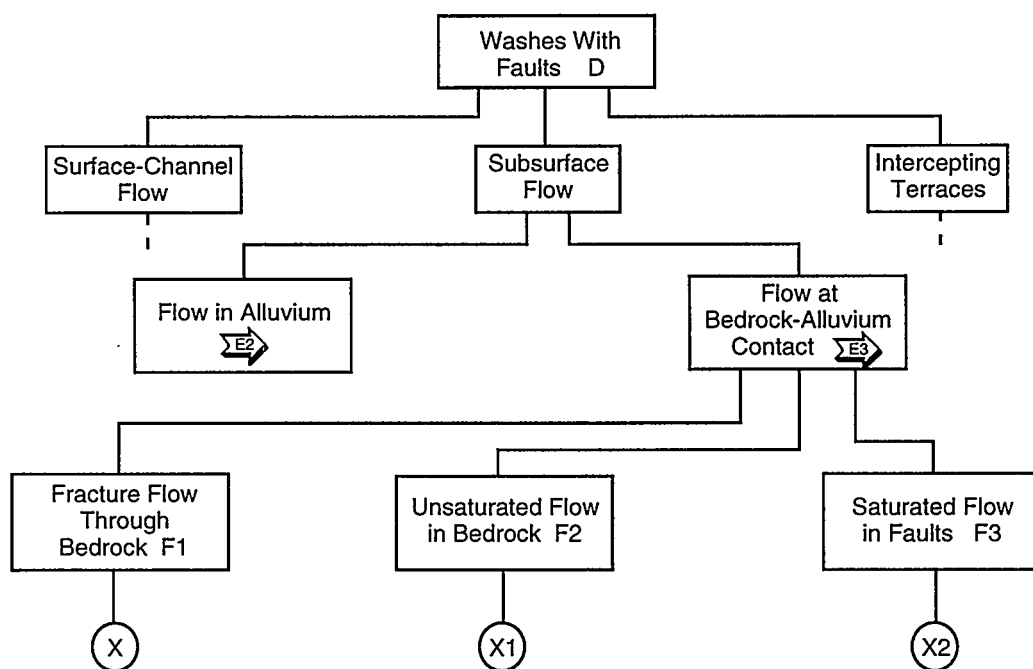 Washes With
Faults D
Surface-Channel
Flow
Subsurface
Flow
Intercepting
Terraces
Flow in Alluvium
E2
Flow at
Bedrock-Alluvium
Contact E3
Fracture Flow
Through
Bedrock F1
Unsaturated Flow
in Bedrock F2
Saturated Flow
in Faults F3
X
X1
X2